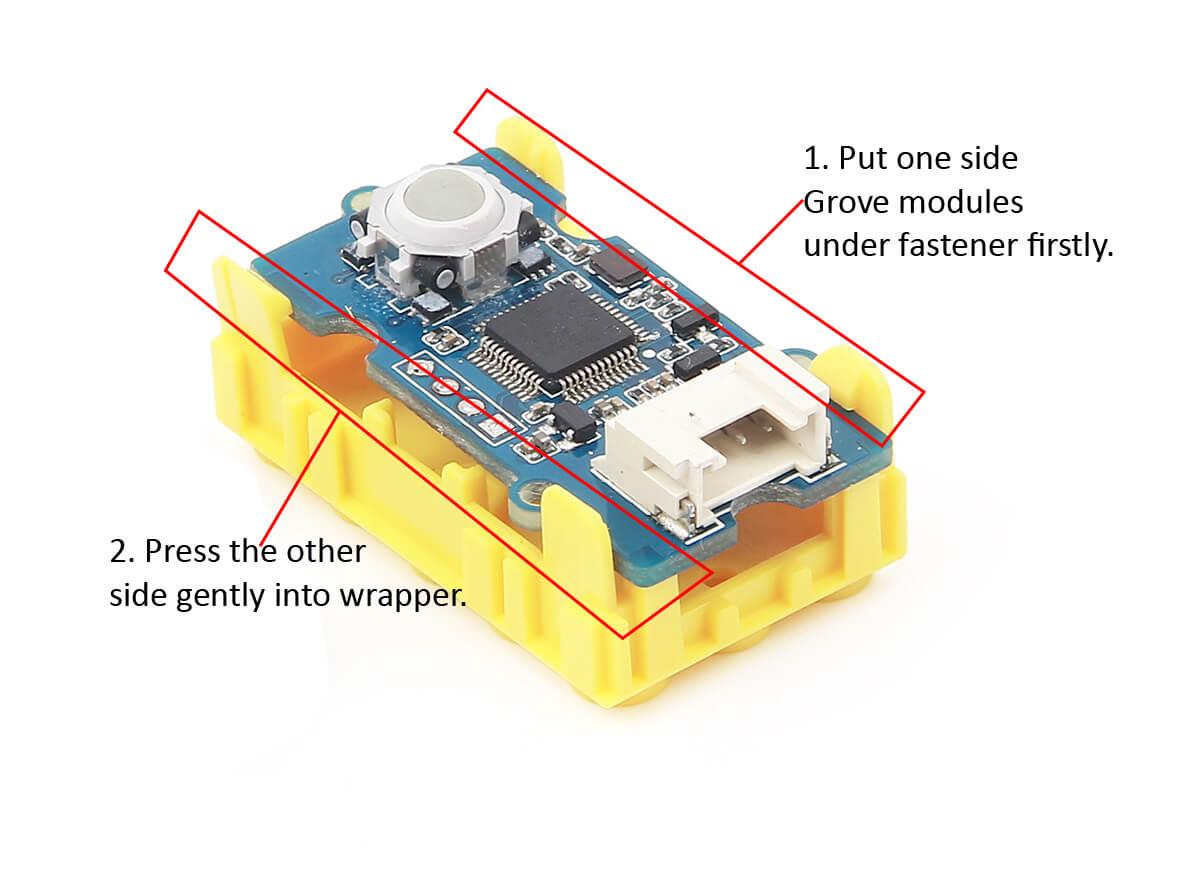 1. Put one side
Grove modules
under fastener firstly.
2. Press the other
side gently into wrapper.